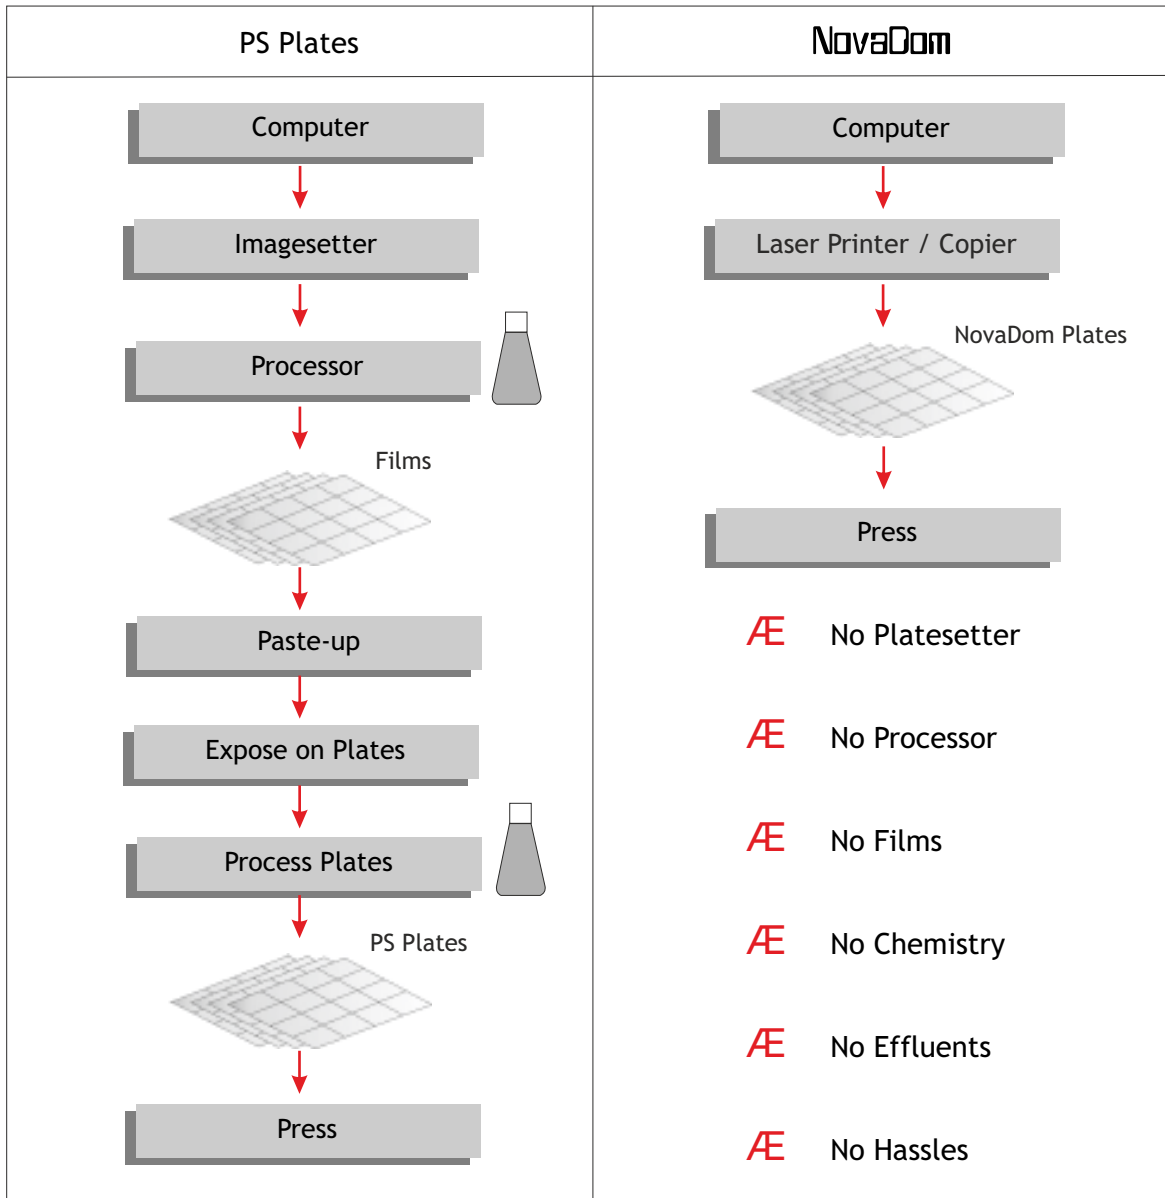 PS Plates
Computer
Imagesetter
Processor
Films
Paste-up
Expose on Plates
Process Plates
PS Plates
Press
NovaDom
Computer
Laser Printer / Copier
NovaDom Plates
Press
Æ No Platesetter
Æ No Processor
Æ No Films
Æ No Chemistry
Æ No Effluents
Æ No Hassles